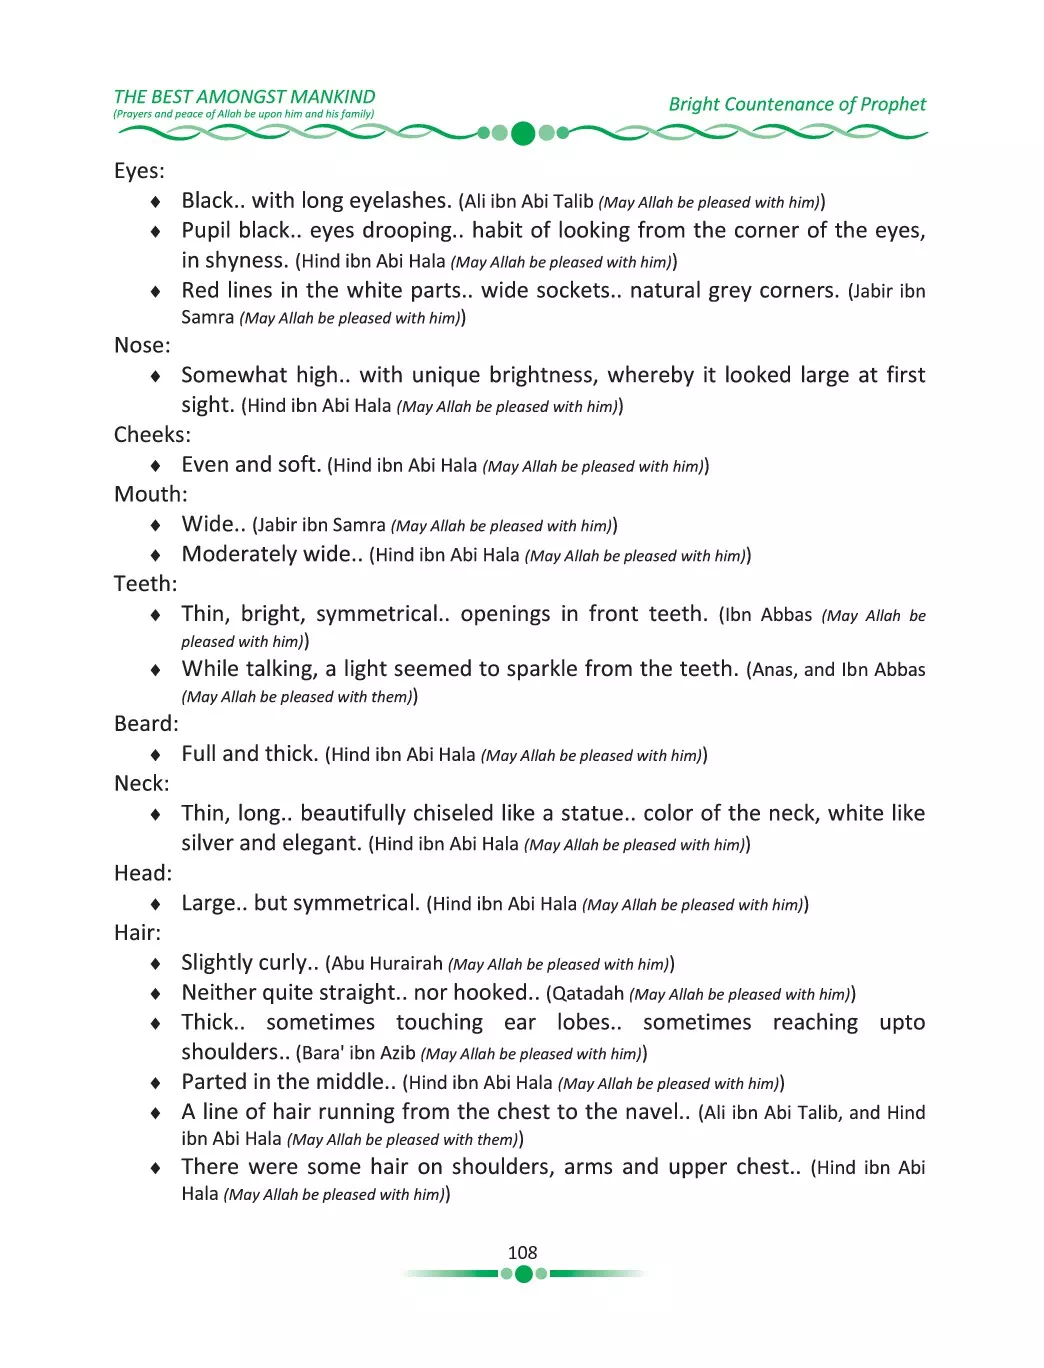 THE BEST AMONGST MANKIND
(Prayers and peace of Allah be upon him and his family)
Bright Countenance of Prophet
Eyes:
♦ Black.. with long eyelashes. (Ali ibn Abi Talib (May Allah be pleased with him))
♦ Pupil black.. eyes drooping.. habit of looking from the corner of the eyes,
in shyness. (Hind ibn Abi Hala (May Allah be pleased with him))
♦ Red lines in the white parts.. wide sockets.. natural grey corners. (Jabir ibn
Samra (May Allah be pleased with him))
Nose:
♦ Somewhat high.. with unique brightness, whereby it looked large at first
sight. (Hind ibn Abi Hala (May Allah be pleased with him))
Cheeks:
♦ Even and soft. (Hind ibn Abi Hala (May Allah be pleased with him))
Mouth:
♦ Wide.. (Jabir ibn Samra (May Allah be pleased with him))
♦ Moderately wide.. (Hind ibn Abi Hala (May Allah be pleased with him))
Teeth:
♦ Thin, bright, symmetrical.. openings in front teeth. (Ibn Abbas (May Allah be
pleased with him))
♦ While talking, a light seemed to sparkle from the teeth. (Anas, and Ibn Abbas
(May Allah be pleased with them))
Beard:
♦ Full and thick. (Hind ibn Abi Hala (May Allah be pleased with him))
Neck:
♦ Thin, long.. beautifully chiseled like a statue.. color of the neck, white like
silver and elegant. (Hind ibn Abi Hala (May Allah be pleased with him))
Head:
♦ Large.. but symmetrical. (Hind ibn Abi Hala (May Allah be pleased with him))
Hair:
♦ Slightly curly.. (Abu Hurairah (May Allah be pleased with him))
♦ Neither quite straight.. nor hooked.. (Qatadah (May Allah be pleased with him))
♦ Thick.. sometimes touching ear lobes.. sometimes reaching upto
shoulders.. (Bara' ibn Azib (May Allah be pleased with him))
♦ Parted in the middle.. (Hind ibn Abi Hala (May Allah be pleased with him))
♦ A line of hair running from the chest to the navel.. (Ali ibn Abi Talib, and Hind
ibn Abi Hala (May Allah be pleased with them))
♦ There were some hair on shoulders, arms and upper chest.. (Hind ibn Abi
Hala (May Allah be pleased with him))
108